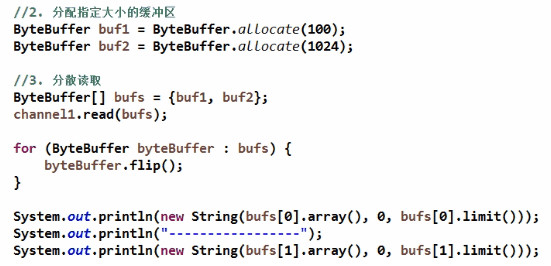 //2. 分配指定大小的缓冲区
ByteBuffer buf1 = ByteBuffer.allocate(100);
ByteBuffer buf2 = ByteBuffer.allocate(1024);
//3. 分散读取
ByteBuffer[] bufs = {buf1, buf2};
channel1.read(bufs);
for (ByteBuffer byteBuffer : bufs) {
byteBuffer.flip();
}
System.out.println(new String(bufs[0].array(), 0, bufs[0].limit()));
System.out.println("-----------------");
System.out.println(new String(bufs[1].array(), 0, bufs[1].limit()));